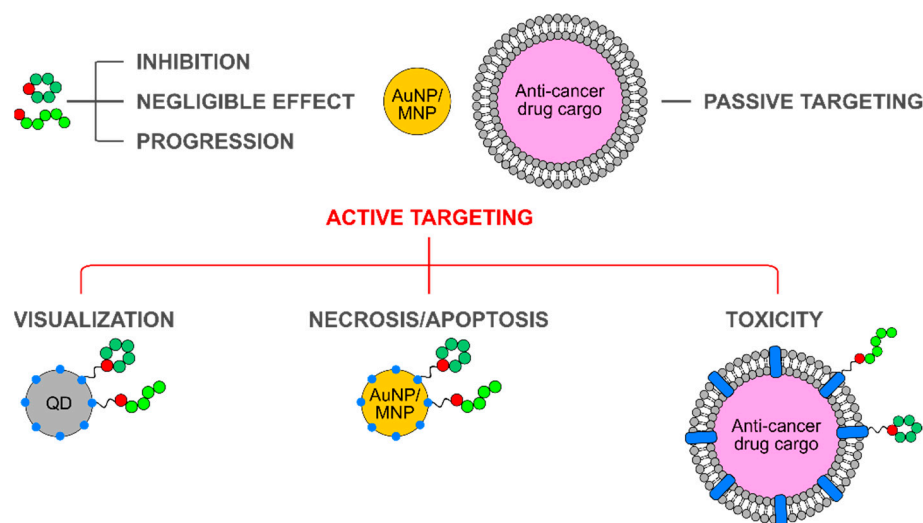 INHIBITION
NEGLIGIBLE EFFECT
PROGRESSION
AuNP/
MNP
Anti-cancer
drug cargo
PASSIVE TARGETING
ACTIVE TARGETING
VISUALIZATION
NECROSIS/APOPTOSIS
TOXICITY
QD
AuNP/
MNP
Anti-cancer
drug cargo